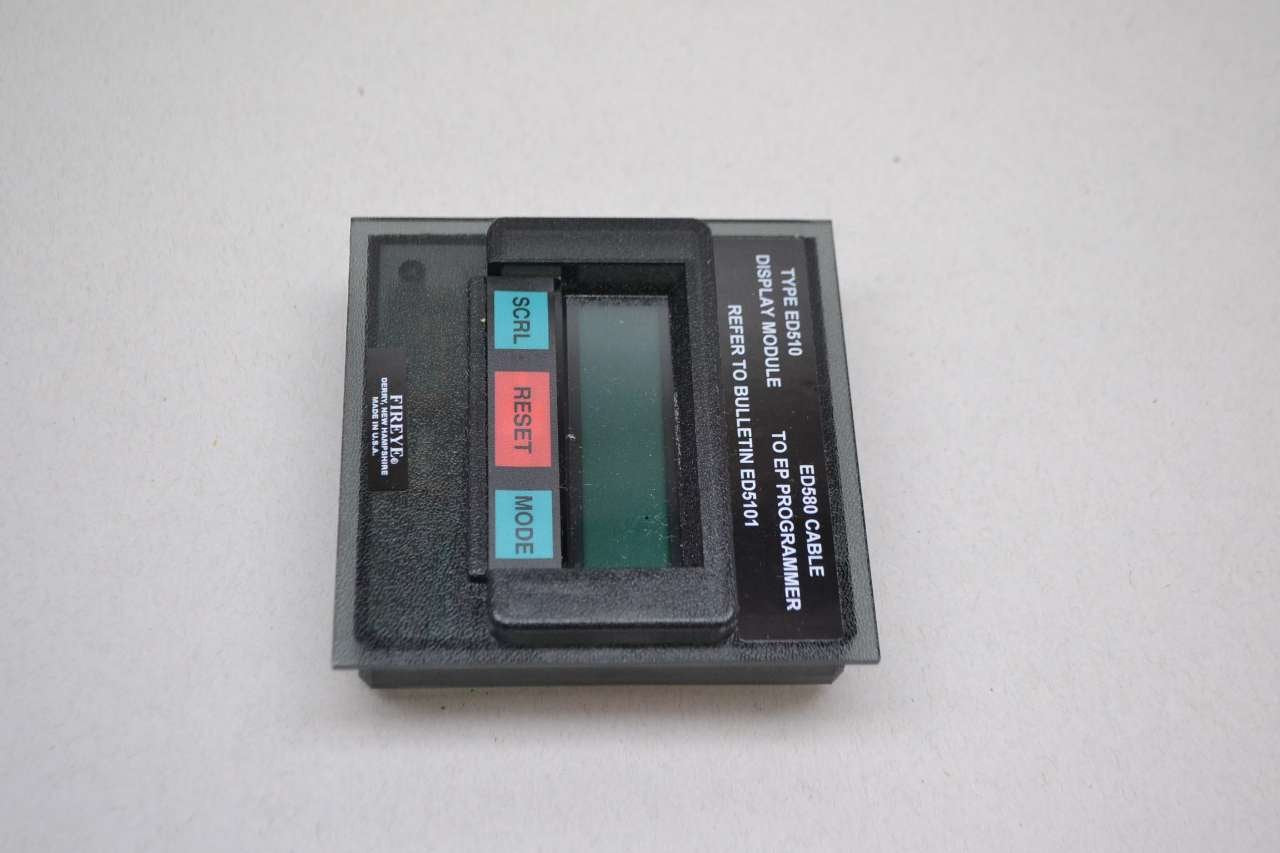 TYPE ED510
DISPLAY MODULE
ED580 CABLE
TO EP PROGRAMMER
REFER TO BULLETIN ED5101
SCRL
RESET
MODE
FIREYE®
DERRY, NEW HAMPSHIRE
MADE IN U.S.A.